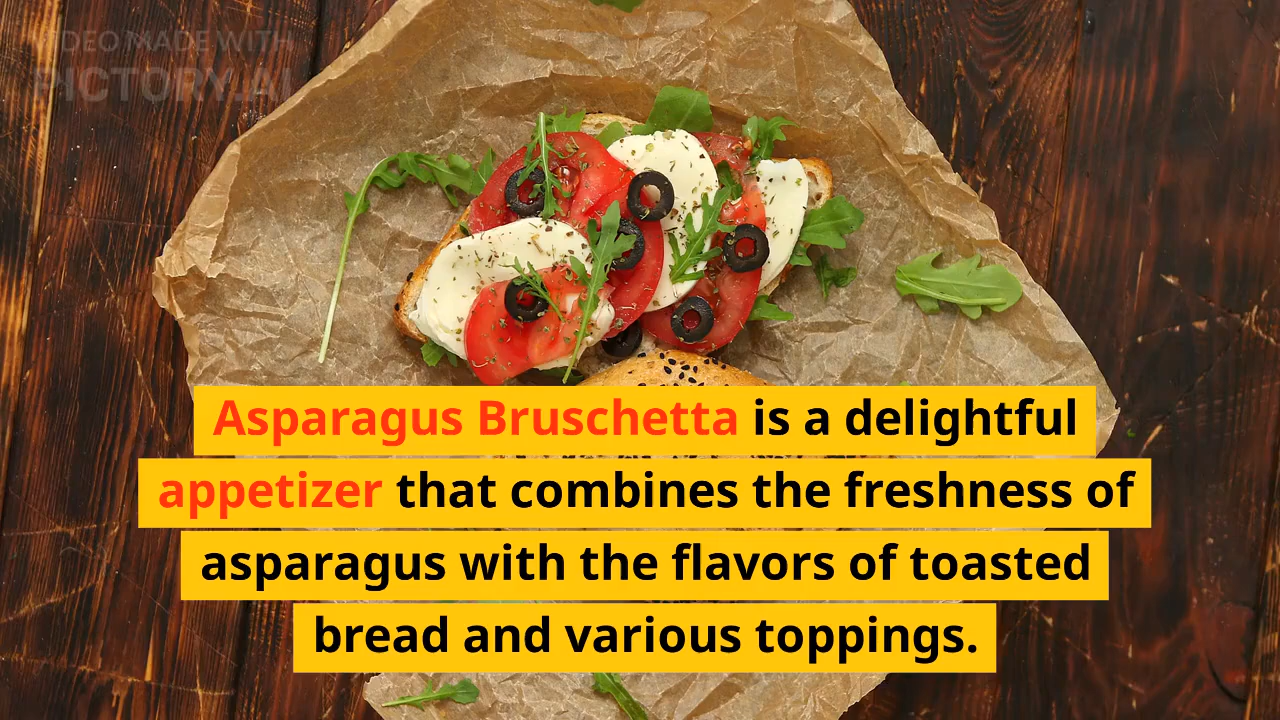 VIDEO MADE WITH
PICTORY.AI
Asparagus Bruschetta is a delightful
appetizer that combines the freshness of
asparagus with the flavors of toasted
bread and various toppings.